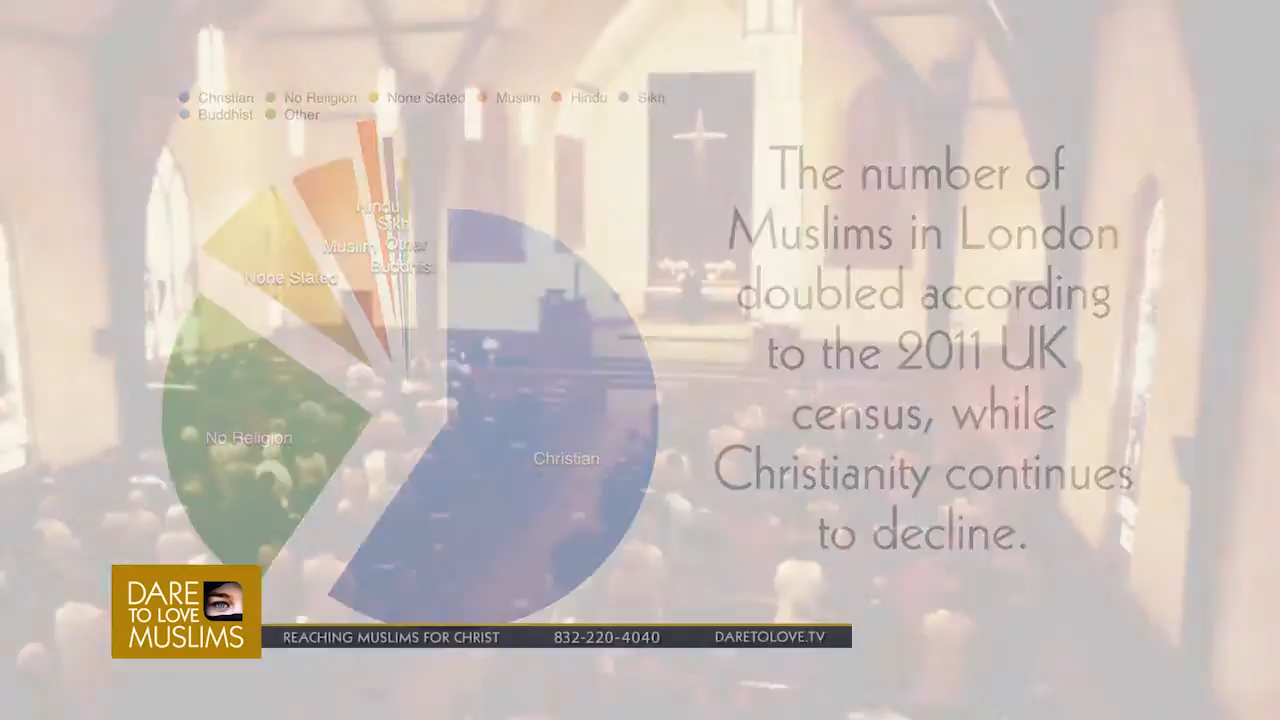 Christian No Religion None Stated Muslim Hindu Sikh
Buddhist Other
Hindu
Sikh
Muslim Other
Buddhist
None Stated
No Religion
Christian
The number of
Muslims in London
doubled according
to the 2011 UK
census, while
Christianity continues
to decline.
DARE
TO LOVE
MUSLIMS
REACHING MUSLIMS FOR CHRIST 832-220-4040 DARETOLOVE.TV